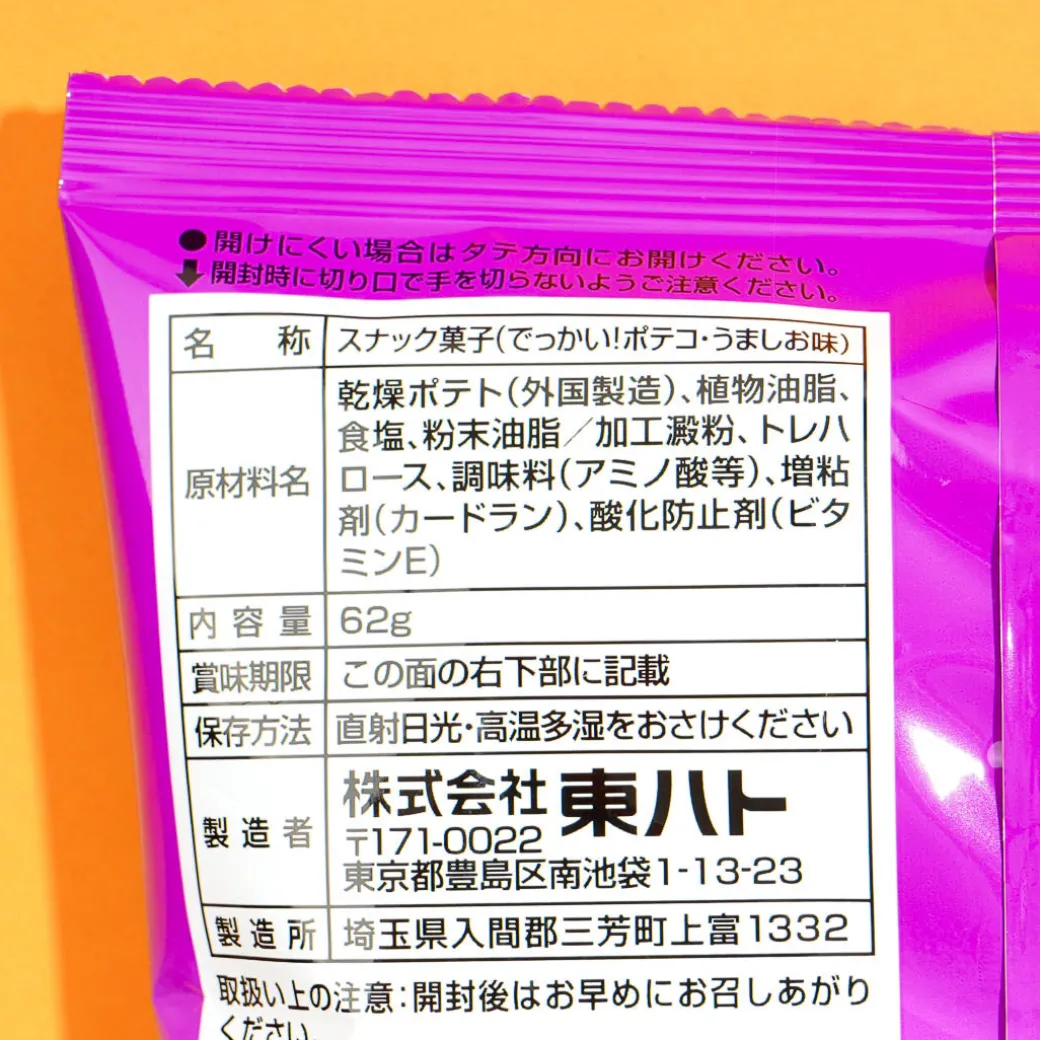 ●開けにくい場合はタテ方向にお開けください。
↓開封時に切り口で手を切らないようご注意ください。
名称 スナック菓子(でっかい!ポテコ・うましお味)
原材料名 乾燥ポテト(外国製造)、植物油脂、
食塩、粉末油脂/加工澱粉、トレハ
ロース、調味料(アミノ酸等)、増粘
剤(カードラン)、酸化防止剤(ビタ
ミンE)
内容量 62g
賞味期限 この面の右下部に記載
保存方法 直射日光・高温多湿をおさけください
製造者 株式会社 東ハト
〒171-0022
東京都豊島区南池袋1-13-23
製造所 埼玉県入間郡三芳町上富1332
取扱い上の注意:開封後はお早めにお召しあがり
ください。